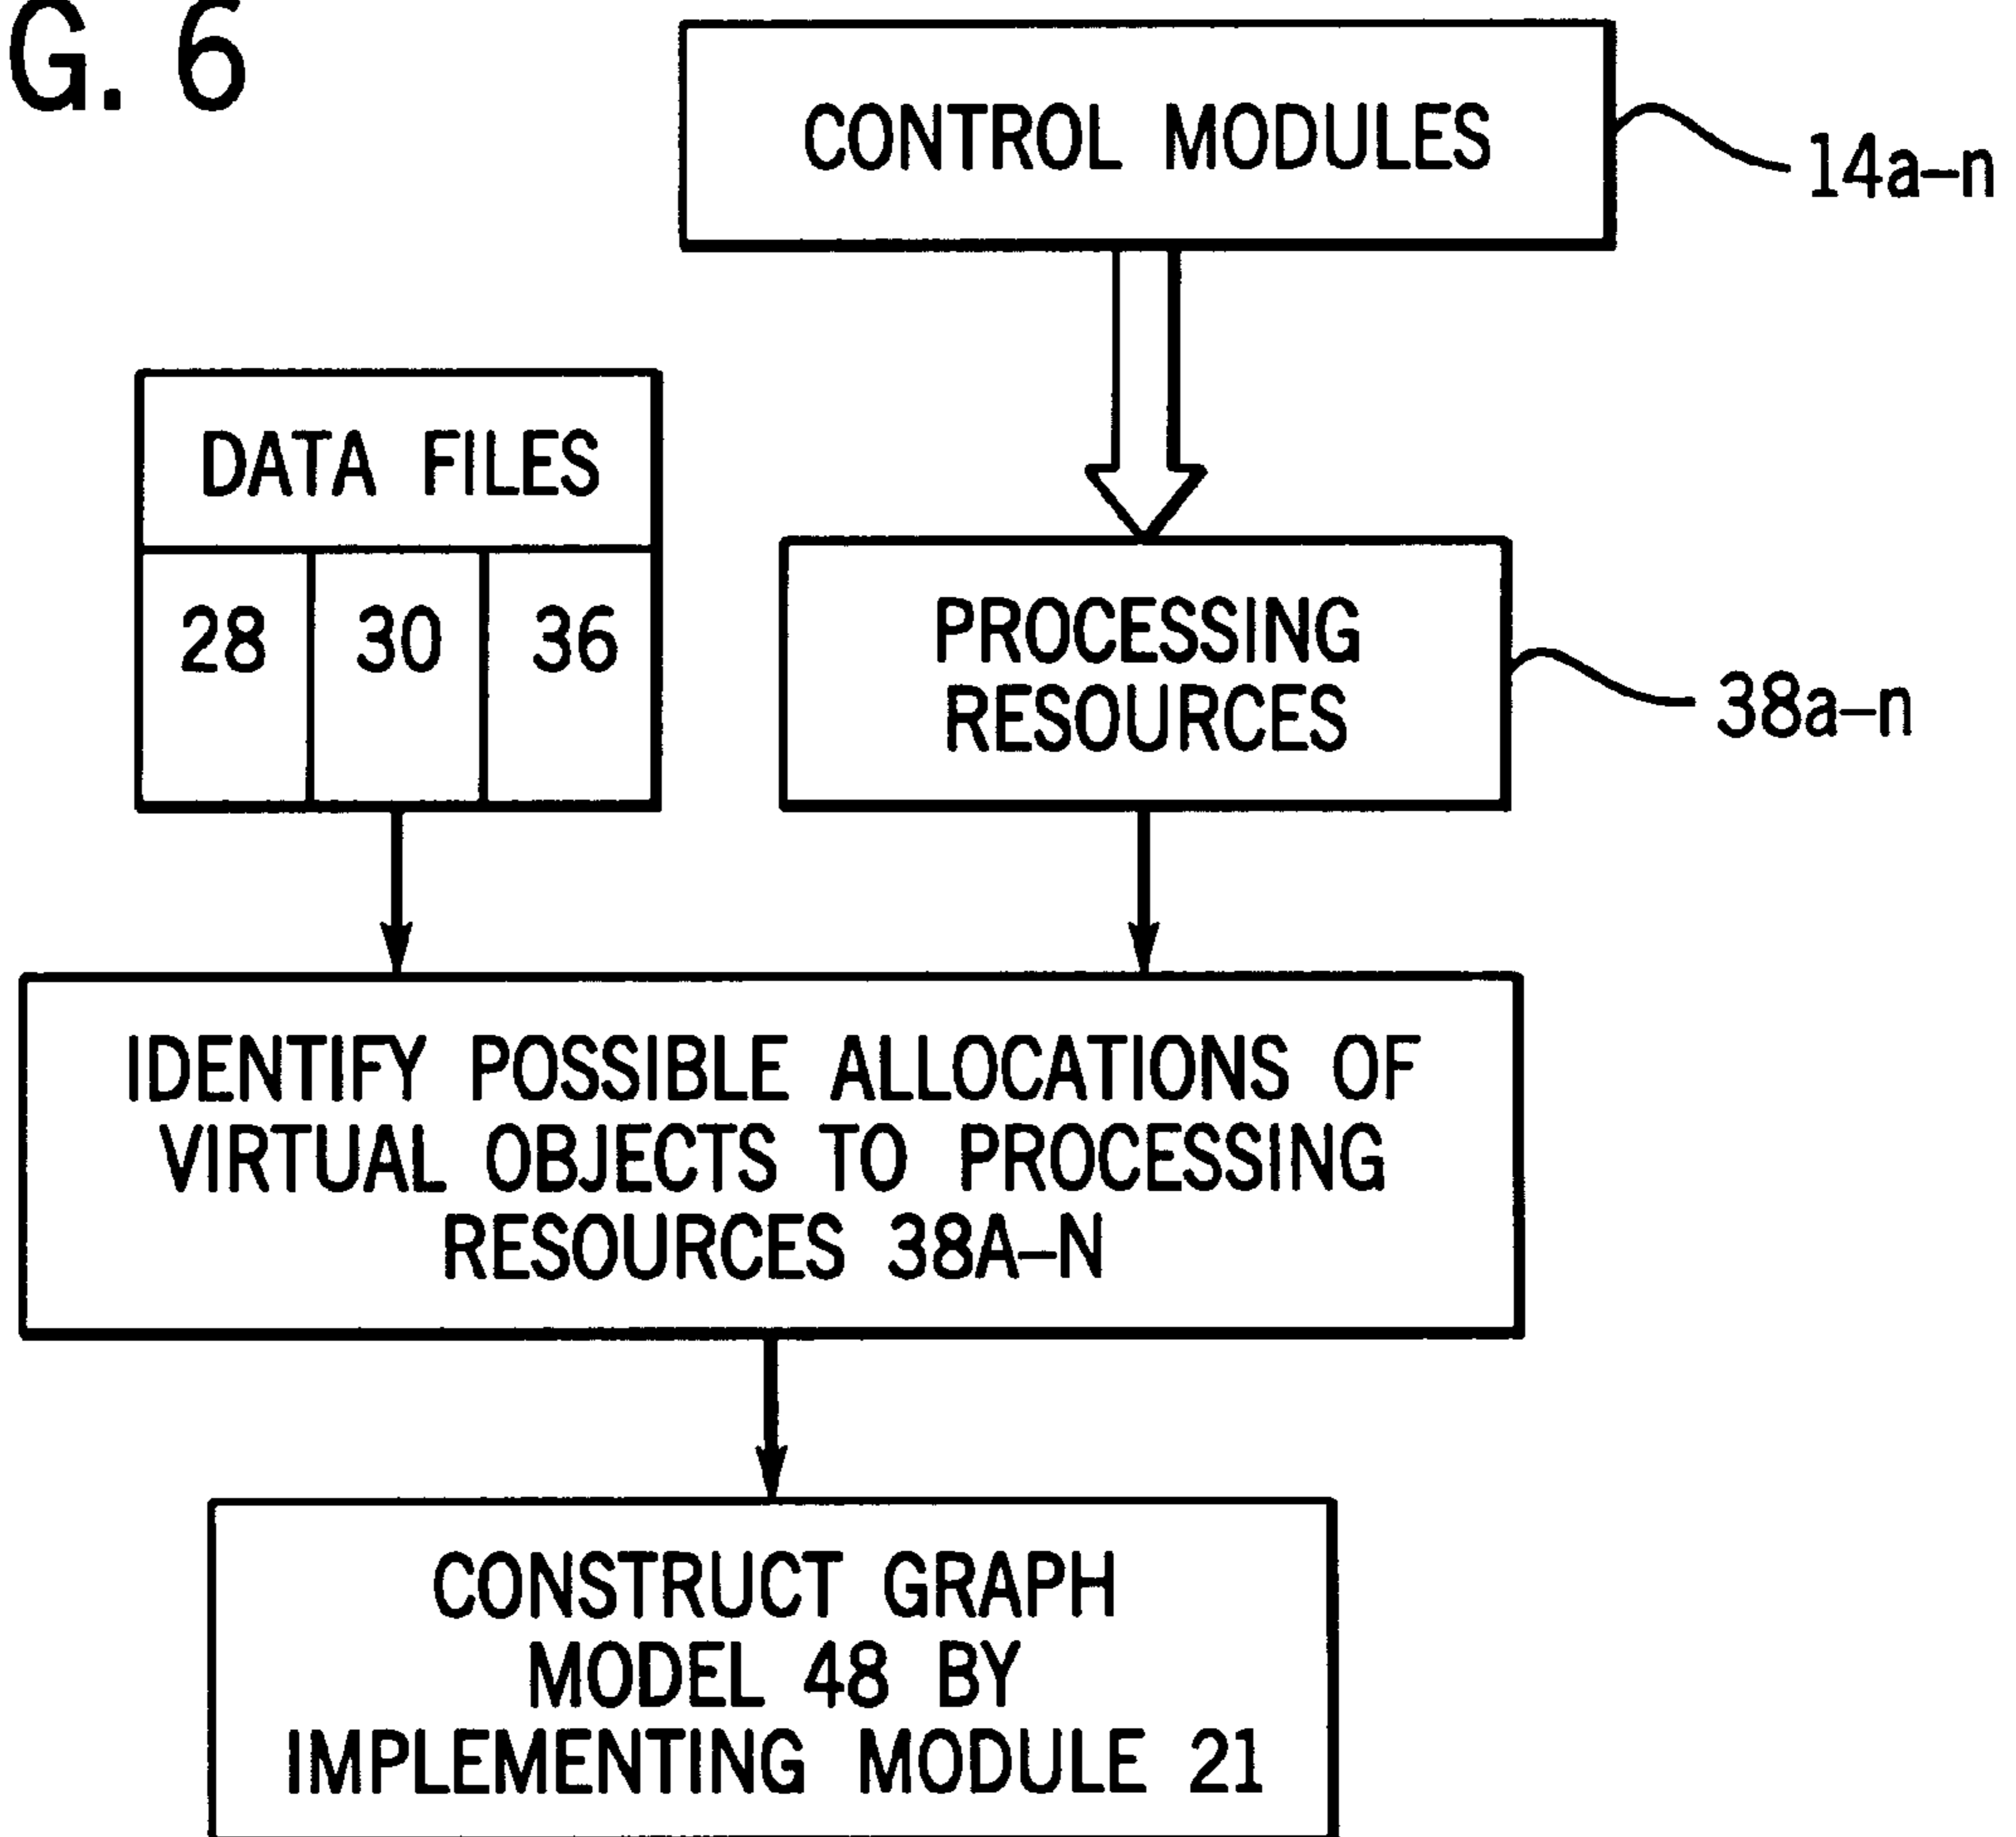 G. 6
CONTROL MODULES
14a–n
DATA FILES
28 30 36
PROCESSING
RESOURCES
38a–n
IDENTIFY POSSIBLE ALLOCATIONS OF
VIRTUAL OBJECTS TO PROCESSING
RESOURCES 38A–N
CONSTRUCT GRAPH
MODEL 48 BY
IMPLEMENTING MODULE 21